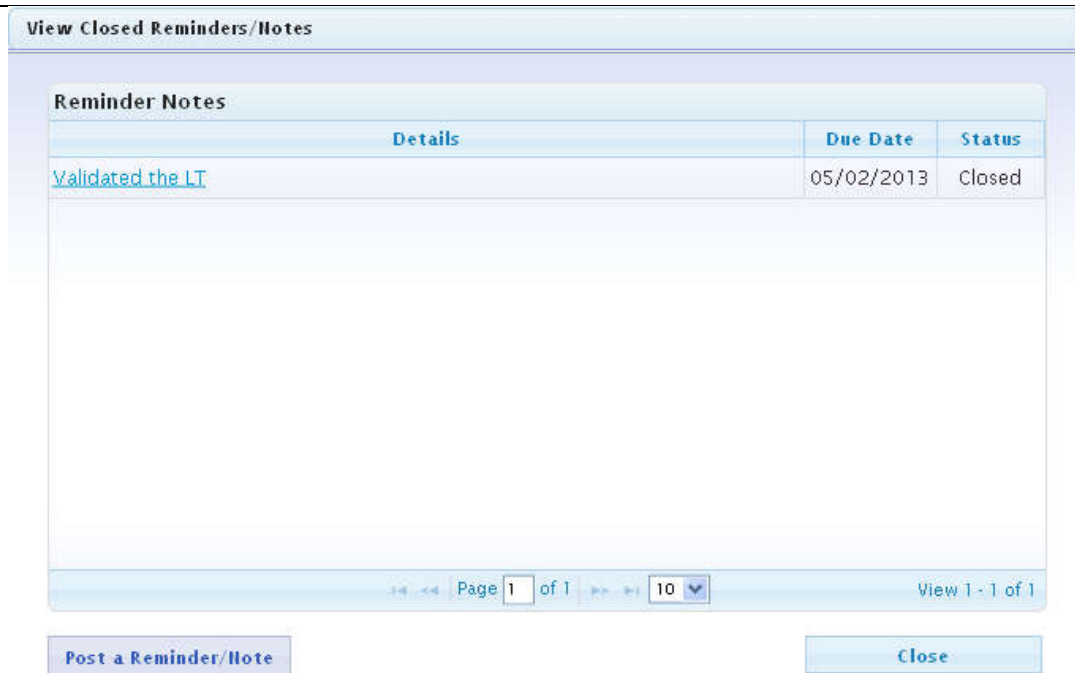 View Closed Reminders/Notes
Reminder Notes
Details Due Date Status
Validated the LT 05/02/2013 Closed
Page 1 of 1 10 View 1 - 1 of 1
Post a Reminder/Note Close